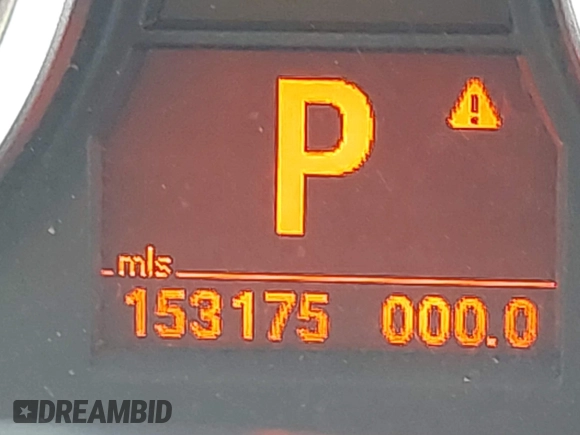 P
mls
153175 000.0
DREAMBID